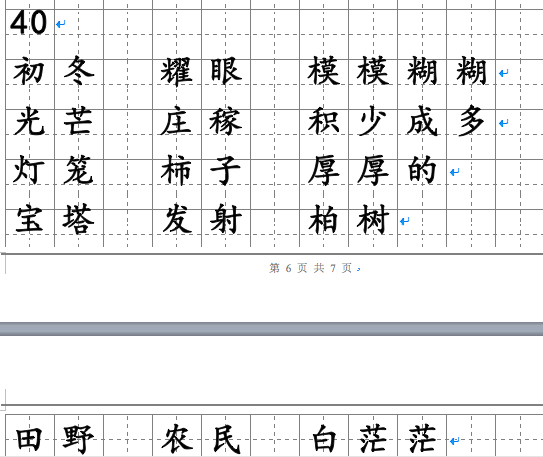 40
初冬 耀眼 模模糊糊
光芒 庄稼 积少成多
灯笼 柿子 厚厚的
宝塔 发射 柏树
第 6 页 共 7 页
田野 农民 白茫茫